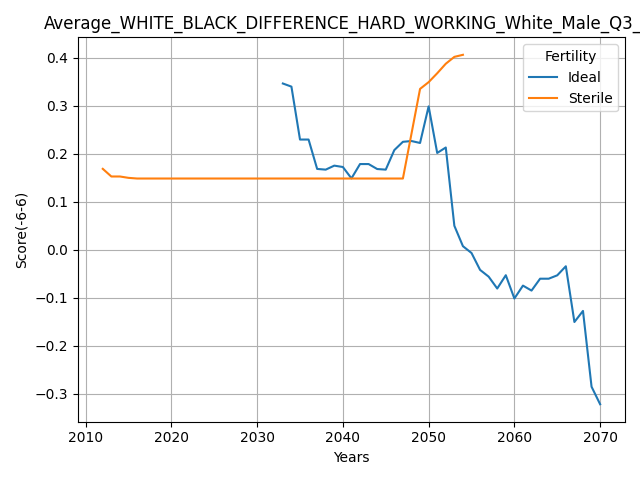 Average_WHITE_BLACK_DIFFERENCE_HARD_WORKING_White_Male_Q3_
Fertility
Ideal
Sterile
Score(-6-6)
0.4
0.3
0.2
0.1
0.0
−0.1
−0.2
−0.3
2010 2020 2030 2040 2050 2060 2070
Years